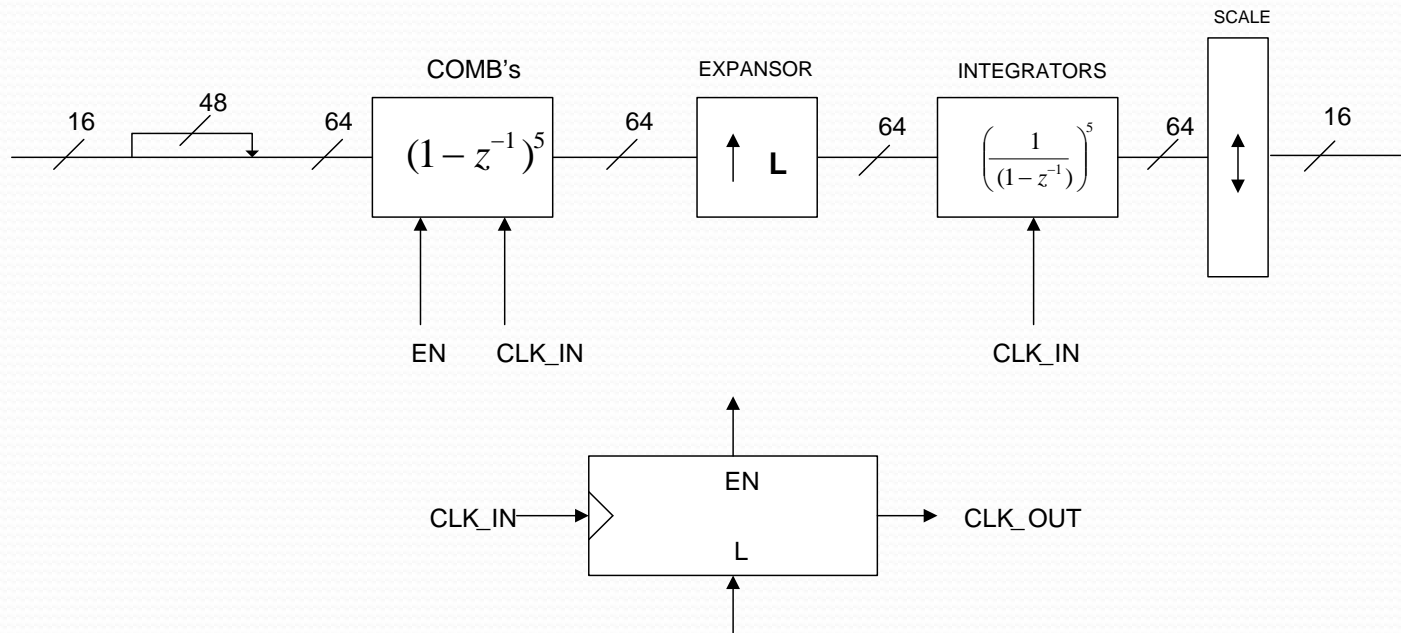 SCALE
COMB's
EXPANSOR
INTEGRATORS
16
48
64
(1 − z⁻¹)⁵
64
L
64
(1/(1 − z⁻¹))⁵
64
16
EN
CLK_IN
CLK_IN
EN
CLK_IN
CLK_OUT
L